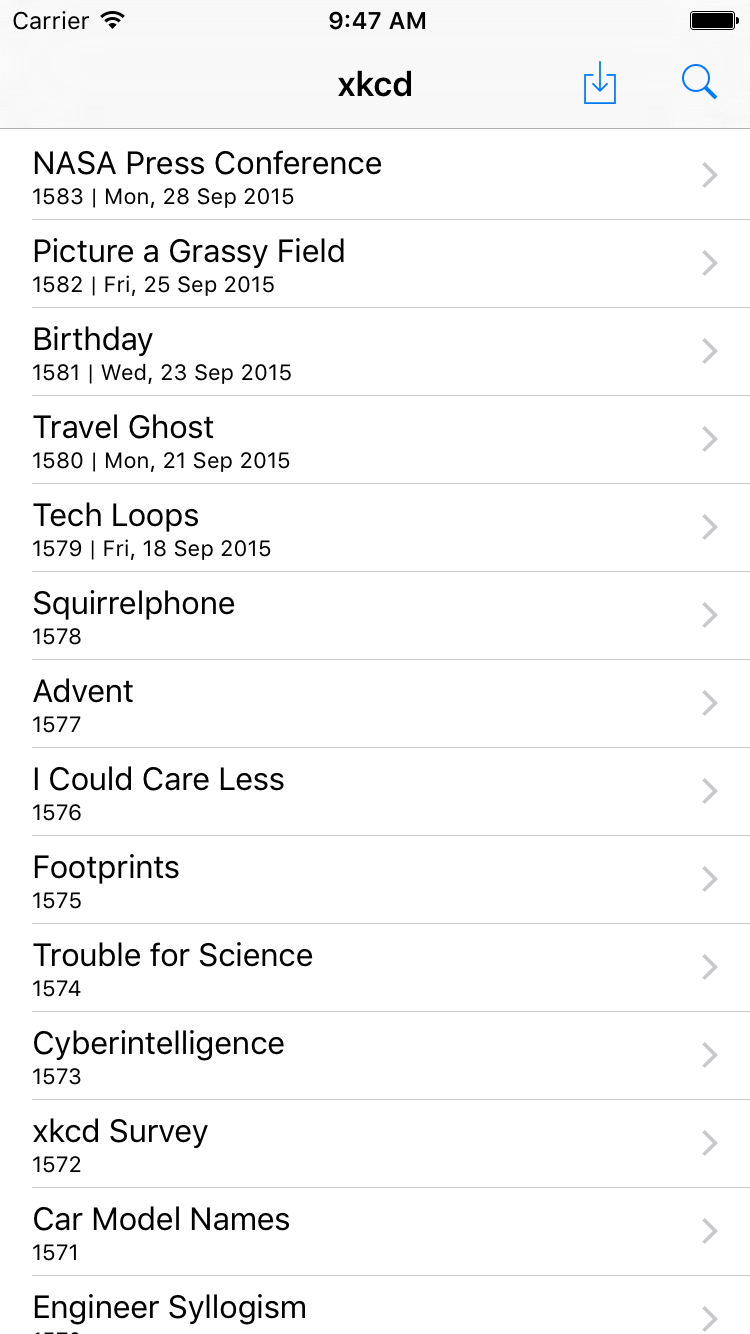 Carrier 9:47 AM
xkcd
NASA Press Conference
1583 | Mon, 28 Sep 2015
Picture a Grassy Field
1582 | Fri, 25 Sep 2015
Birthday
1581 | Wed, 23 Sep 2015
Travel Ghost
1580 | Mon, 21 Sep 2015
Tech Loops
1579 | Fri, 18 Sep 2015
Squirrelphone
1578
Advent
1577
I Could Care Less
1576
Footprints
1575
Trouble for Science
1574
Cyberintelligence
1573
xkcd Survey
1572
Car Model Names
1571
Engineer Syllogism